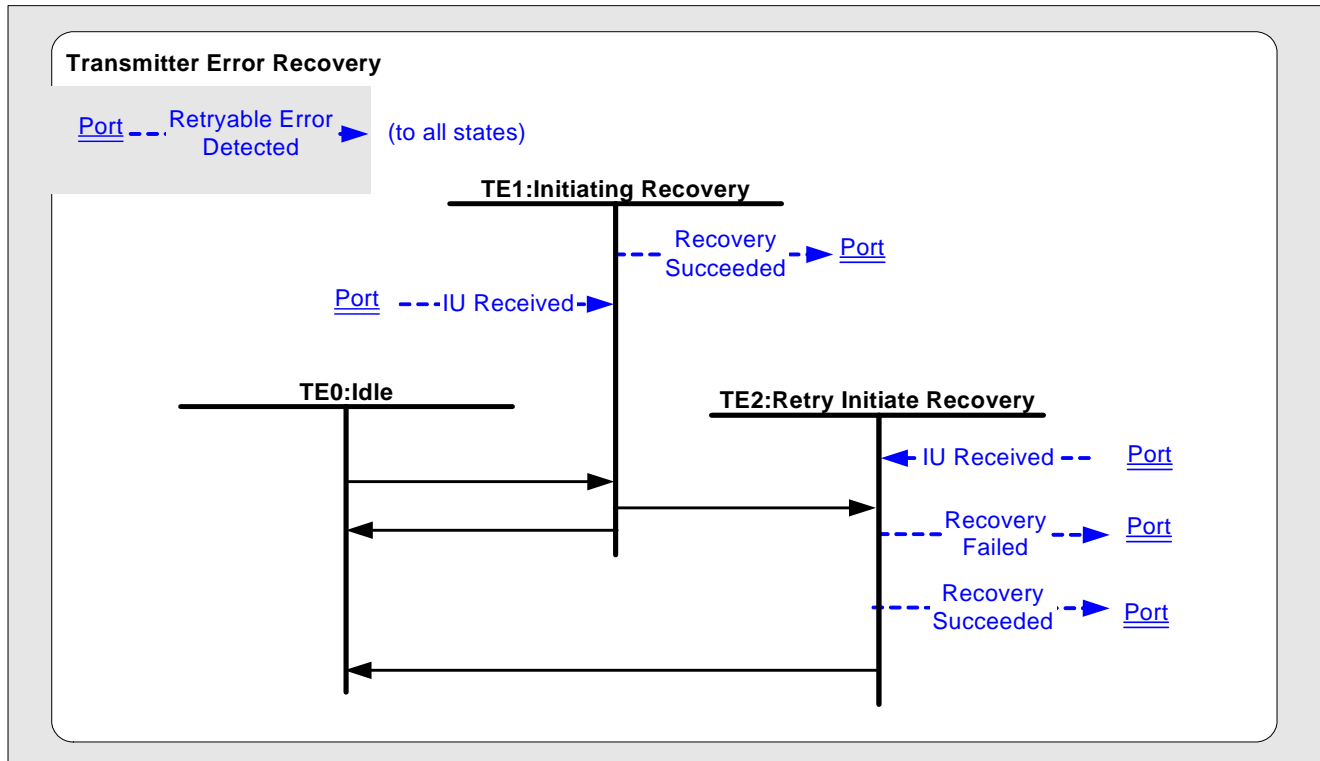 Transmitter Error Recovery
Port
Retryable Error
Detected
(to all states)
TE1:Initiating Recovery
Recovery
Succeeded
Port
Port
IU Received
TE0:Idle
TE2:Retry Initiate Recovery
IU Received
Port
Recovery
Failed
Port
Recovery
Succeeded
Port